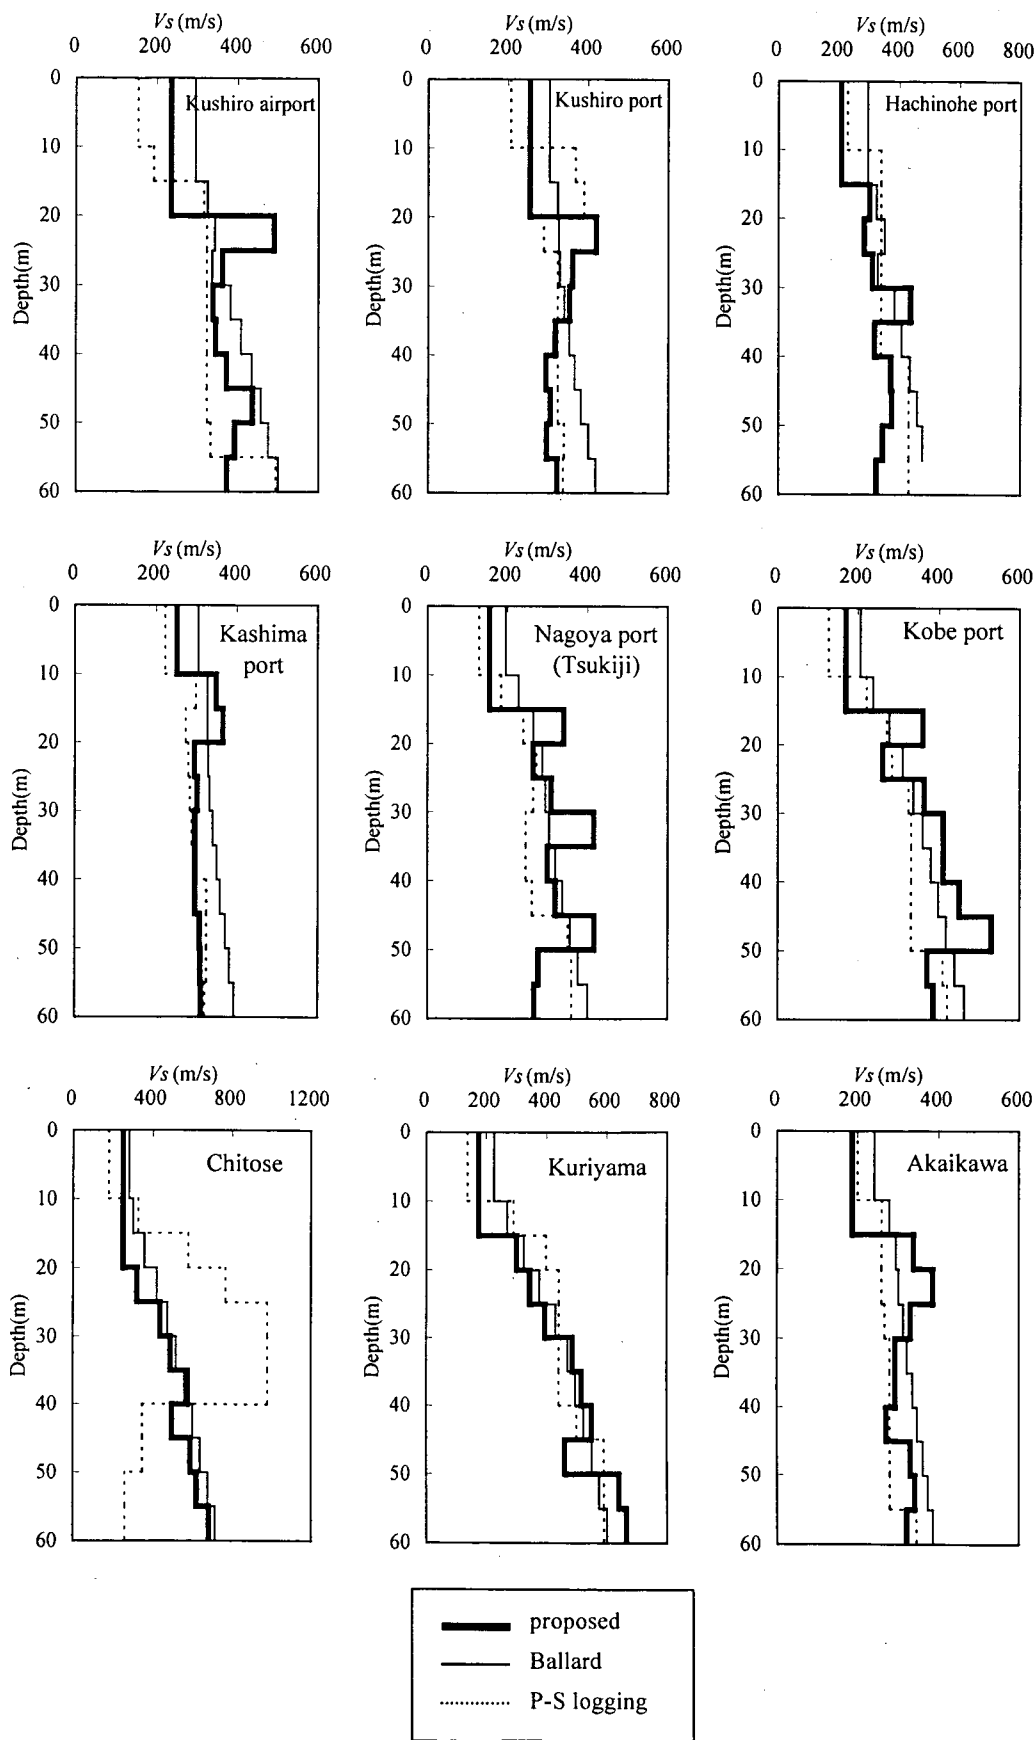 Vs (m/s)
0 200 400 600
0
10
20
30
40
50
60
Depth(m)
Kushiro airport
Vs (m/s)
0 200 400 600
0
10
20
30
40
50
60
Depth(m)
Kushiro port
Vs (m/s)
0 200 400 600 800
0
10
20
30
40
50
60
Depth(m)
Hachinohe port
Vs (m/s)
0 200 400 600
0
10
20
30
40
50
60
Depth(m)
Kashima
port
Vs (m/s)
0 200 400 600
0
10
20
30
40
50
60
Depth(m)
Nagoya port
(Tsukiji)
Vs (m/s)
0 200 400 600
0
10
20
30
40
50
60
Depth(m)
Kobe port
Vs (m/s)
0 400 800 1200
0
10
20
30
40
50
60
Depth(m)
Chitose
Vs (m/s)
0 200 400 600 800
0
10
20
30
40
50
60
Depth(m)
Kuriyama
Vs (m/s)
0 200 400 600
0
10
20
30
40
50
60
Depth(m)
Akaikawa
proposed
Ballard
P-S logging